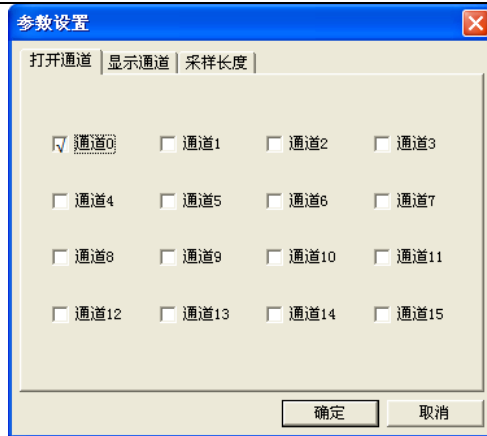 参数设置
打开通道 显示通道 采样长度
通道0 通道1 通道2 通道3
通道4 通道5 通道6 通道7
通道8 通道9 通道10 通道11
通道12 通道13 通道14 通道15
确定 取消